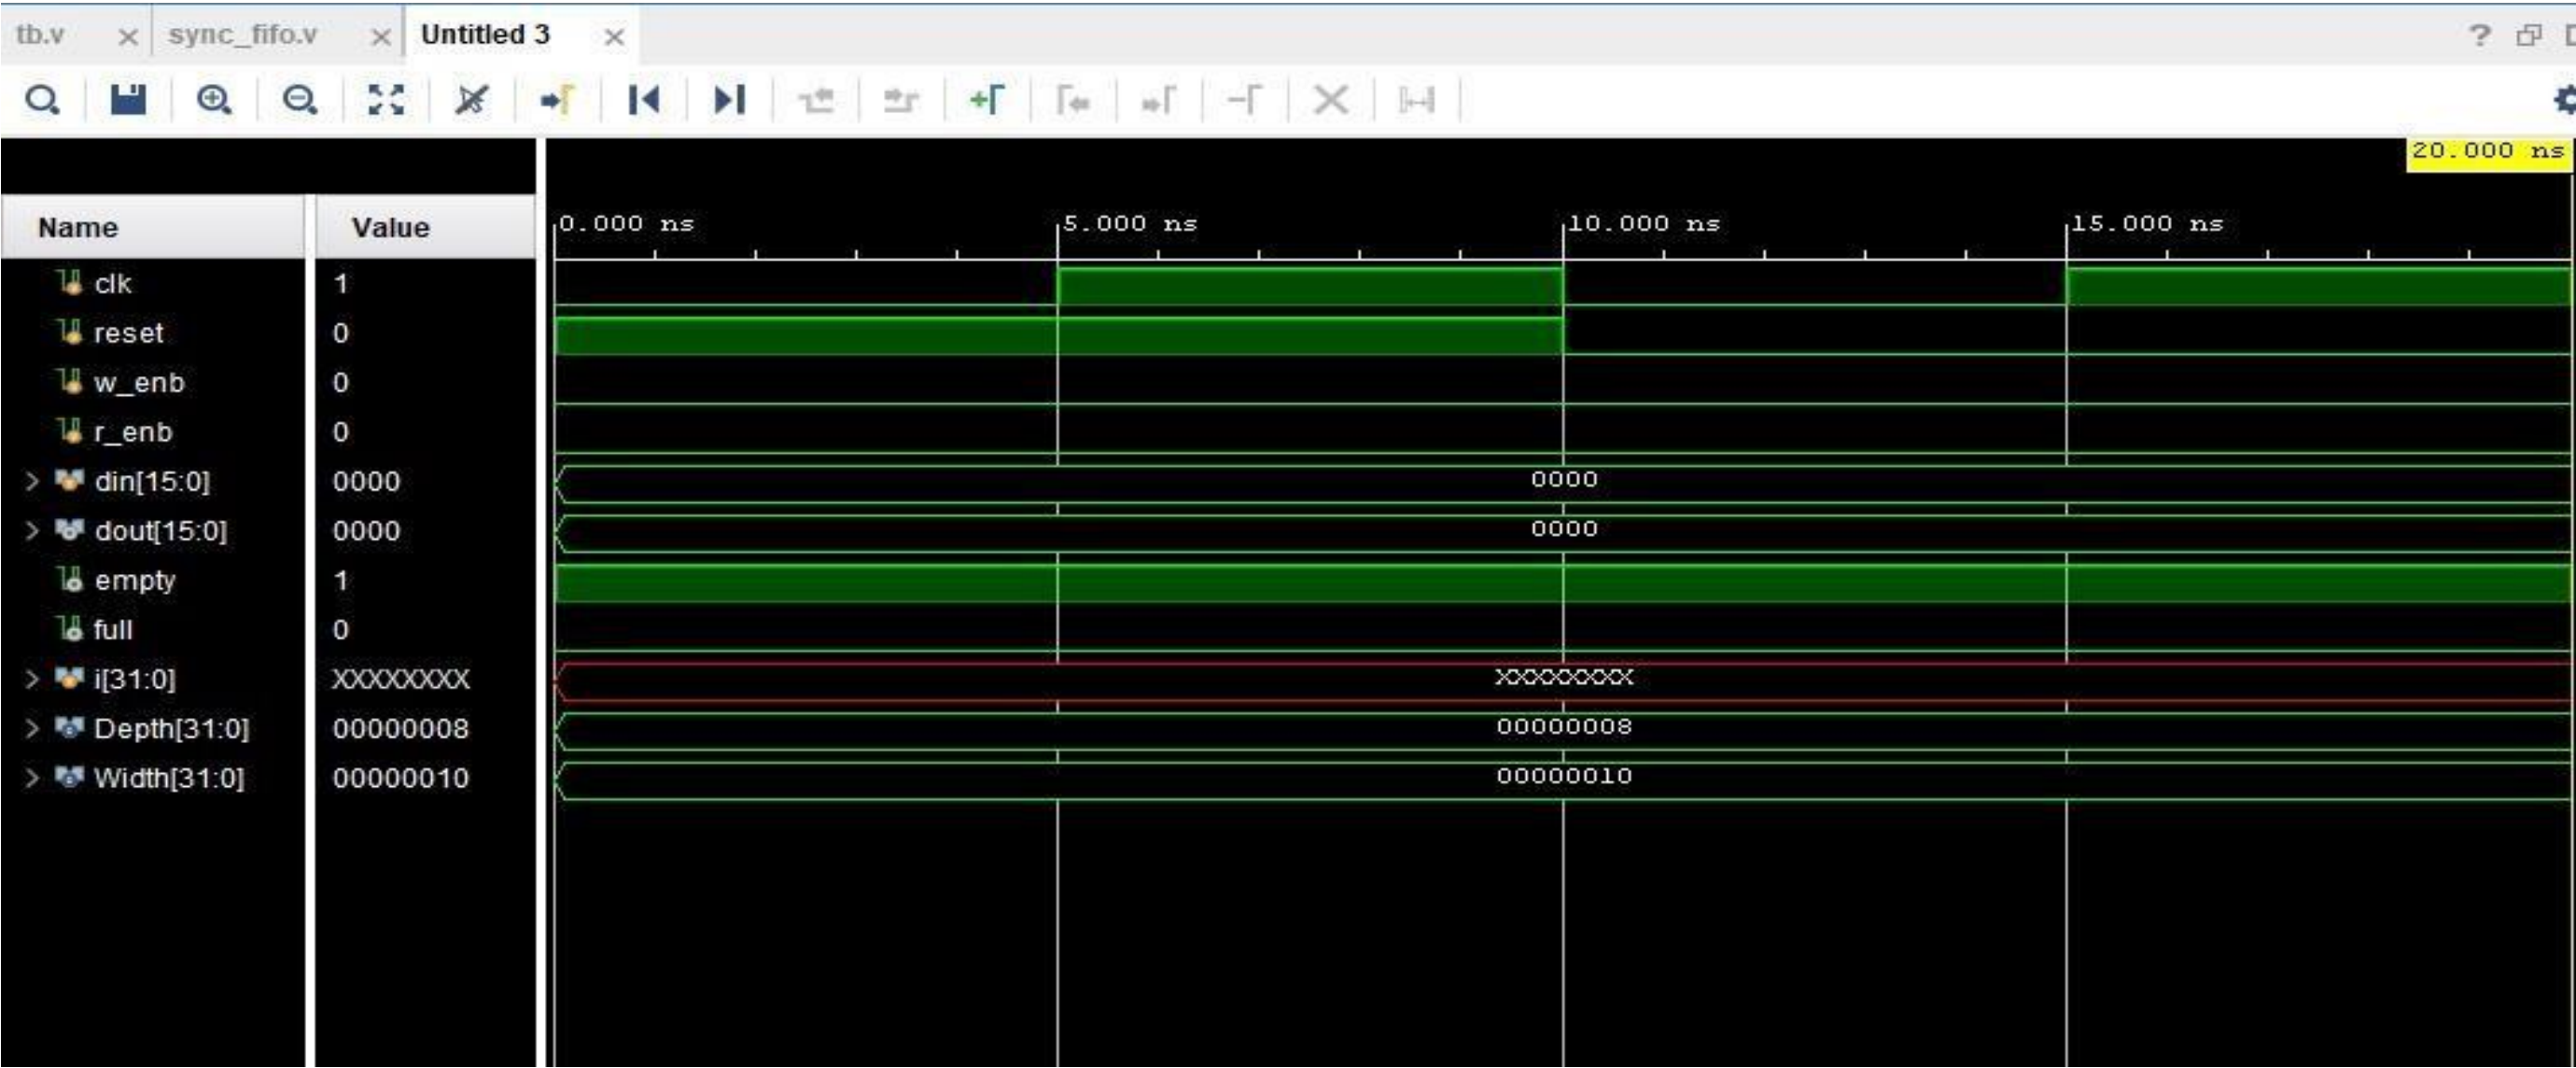 tb.v sync_fifo.v Untitled 3
20.000 ns
Name Value 0.000 ns 5.000 ns 10.000 ns 15.000 ns
clk 1
reset 0
w_enb 0
r_enb 0
din[15:0] 0000 0000
dout[15:0] 0000 0000
empty 1
full 0
i[31:0] XXXXXXXX XXXXXXXX
Depth[31:0] 00000008 00000008
Width[31:0] 00000010 00000010